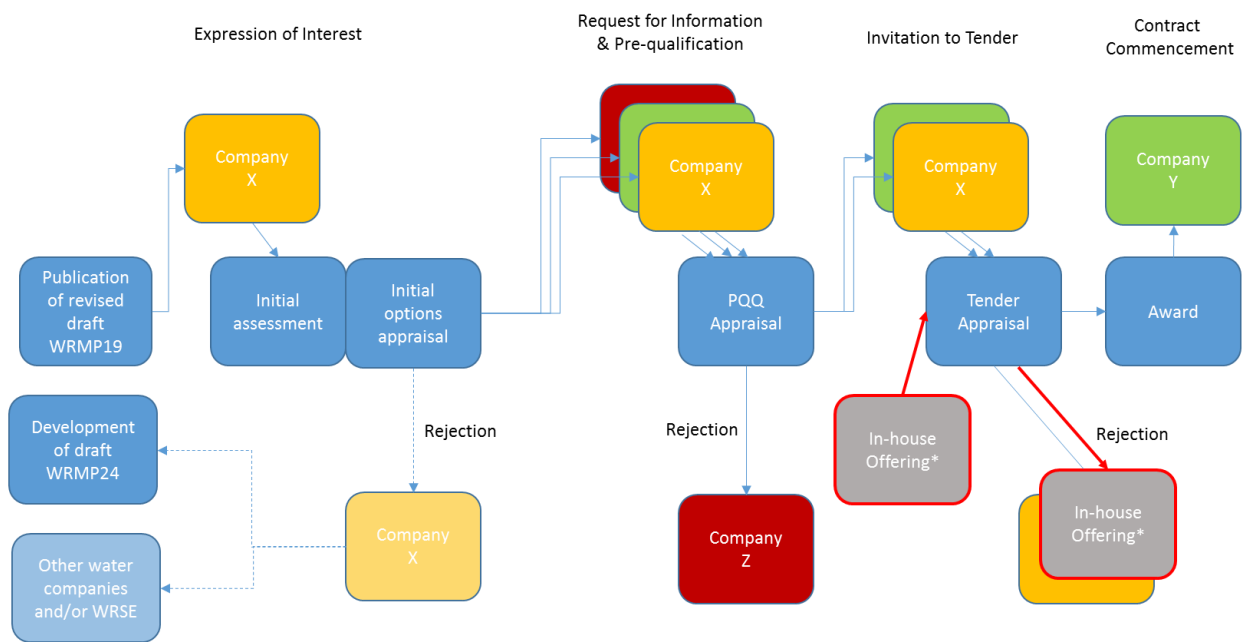 Expression of Interest
Request for Information
& Pre-qualification
Invitation to Tender
Contract
Commencement
Company
X
Company
X
Company
X
Company
Y
Publication
of revised
draft
WRMP19
Initial
assessment
Initial
options
appraisal
PQQ
Appraisal
Tender
Appraisal
Award
Development
of draft
WRMP24
Rejection
Rejection
In-house
Offering*
Rejection
Other water
companies
and/or WRSE
Company
X
Company
Z
In-house
Offering*